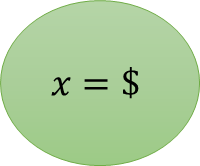 x = $